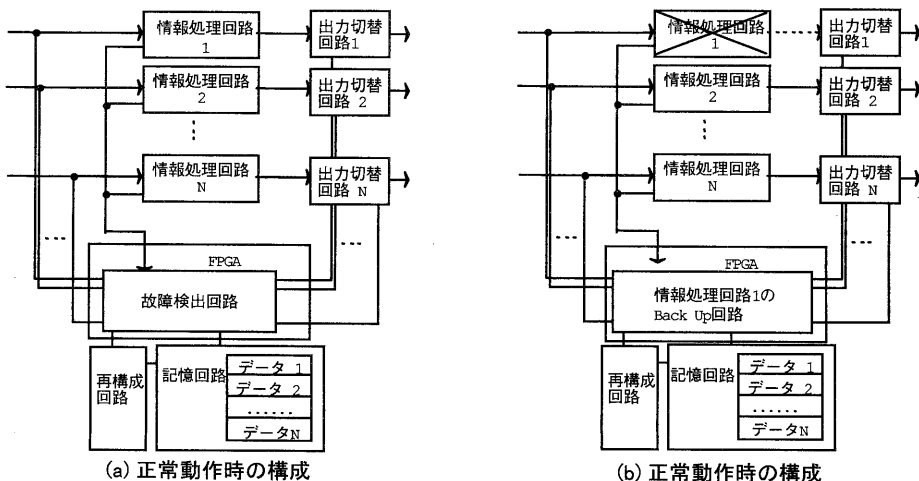 情報処理回路
1
出力切替
回路1
情報処理回路
2
出力切替
回路 2
情報処理回路
N
出力切替
回路 N
FPGA
故障検出回路
再構成
回路
記憶回路
データ 1
データ 2
......
データN
(a) 正常動作時の構成
情報処理回路
1
出力切替
回路1
情報処理回路
2
出力切替
回路 2
情報処理回路
N
出力切替
回路 N
FPGA
情報処理回路1の
Back Up回路
再構成
回路
記憶回路
データ 1
データ 2
......
データN
(b) 正常動作時の構成